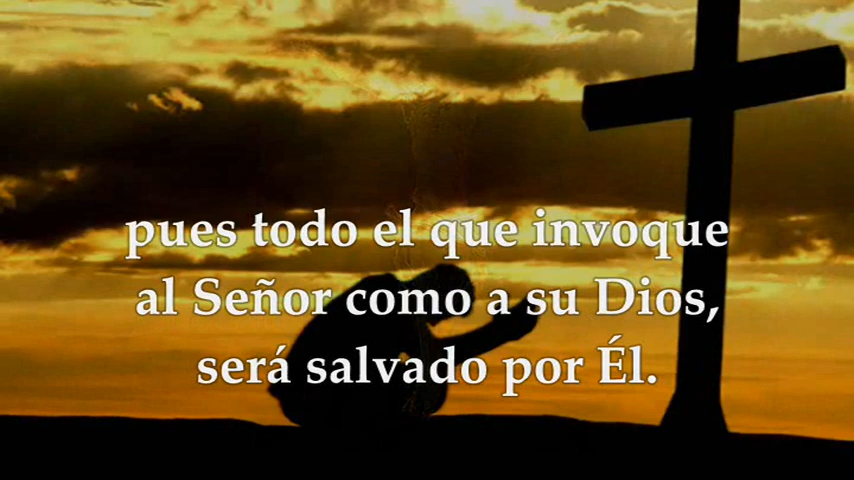 pues todo el que invoque
al Señor como a su Dios,
será salvado por Él.